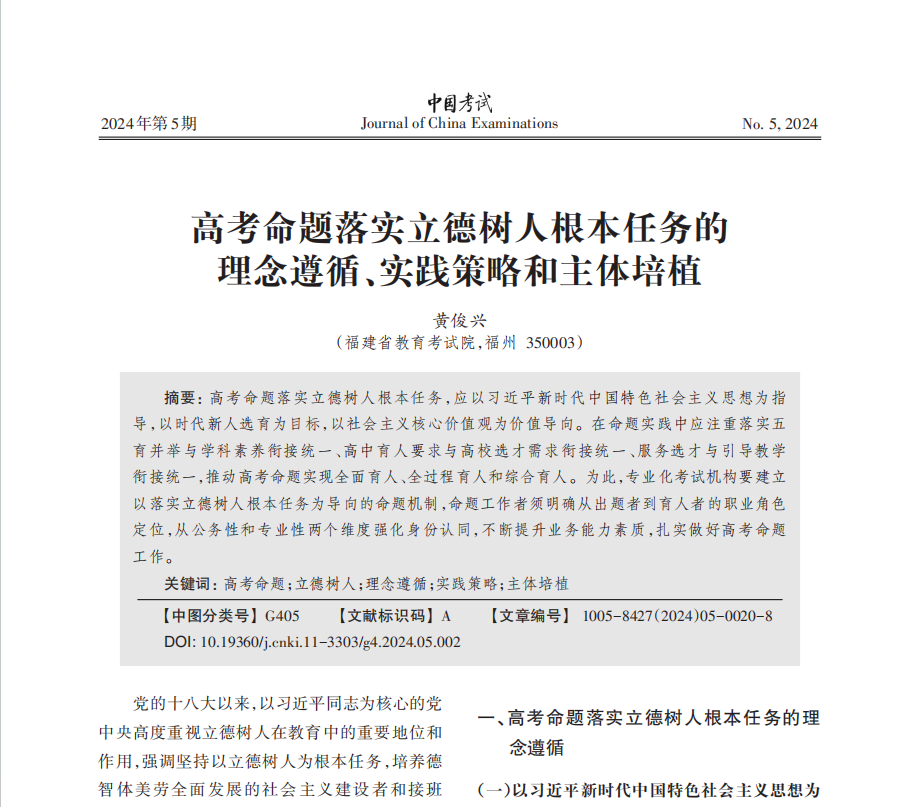 中国考试
2024年第5期
Journal of China Examinations
No. 5, 2024
高考命题落实立德树人根本任务的
理念遵循、实践策略和主体培植
黄俊兴
(福建省教育考试院,福州 350003)
摘要: 高考命题落实立德树人根本任务,应以习近平新时代中国特色社会主义思想为指
导,以时代新人选育为目标,以社会主义核心价值观为价值导向。在命题实践中应注重落实五
育并举与学科素养衔接统一、高中育人要求与高校选才需求衔接统一、服务选才与引导教学
衔接统一,推动高考命题实现全面育人、全过程育人和综合育人。为此,专业化考试机构要建立
以落实立德树人根本任务为导向的命题机制,命题工作者须明确从出题者到育人者的职业角色
定位,从公务性和专业性两个维度强化身份认同,不断提升业务能力素质,扎实做好高考命题
工作。
关键词: 高考命题;立德树人;理念遵循;实践策略;主体培植
【中图分类号】G405 【文献标识码】A 【文章编号】 1005-8427(2024)05-0020-8
DOI: 10.19360/j.cnki.11-3303/g4.2024.05.002
党的十八大以来,以习近平同志为核心的党
中央高度重视立德树人在教育中的重要地位和
作用,强调坚持以立德树人为根本任务,培养德
智体美劳全面发展的社会主义建设者和接班
一、高考命题落实立德树人根本任务的理
念遵循
(一)以习近平新时代中国特色社会主义思想为